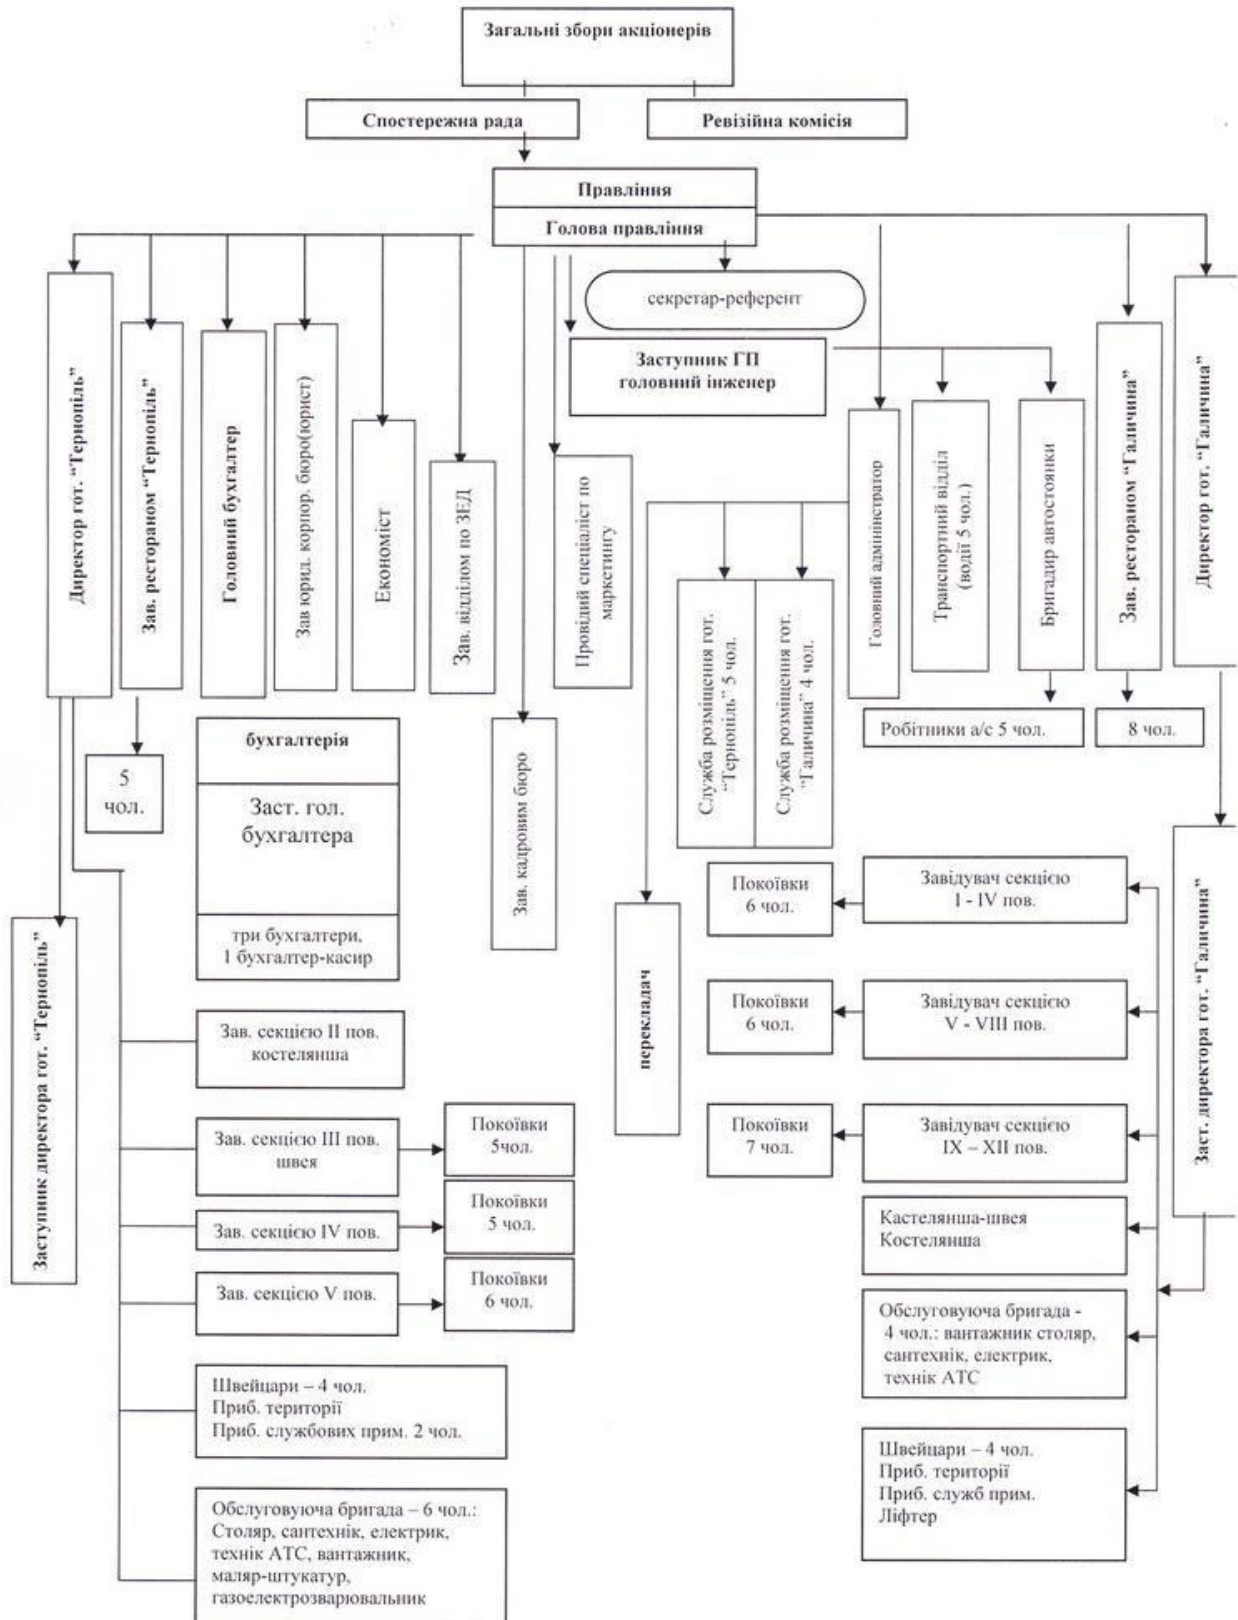 Загальні збори акціонерів
Спостережна рада
Ревізійна комісія
Правління
Голова правління
секретар-референт
Заступник ГП
головний інженер
Директор гот. “Тернопіль”
Зав. рестораном “Тернопіль”
Головний бухгалтер
Зав юрид. корпор. бюро(юрист)
Економіст
Зав. відділом по ЗЕД
Провідий спеціаліст по
маркетингу
Головний адміністратор
Транспортний відділ
(водії 5 чол.)
Бригадир автостоянки
Зав. рестораном “Галичина”
Директор гот. “Галичина”
Служба розміщення гот.
“Тернопіль” 5 чол.
Служба розміщення гот.
“Галичина” 4 чол.
Робітники а/с 5 чол.
8 чол.
5
чол.
бухгалтерія
Заст. гол.
бухгалтера
три бухгалтери,
1 бухгалтер-касир
Зав. кадровим бюро
перекладач
Заступник директора гот. “Тернопіль”
Заст. директора гот. “Галичина”
Покоївки
6 чол.
Завідувач секцією
I - IV пов.
Покоївки
6 чол.
Завідувач секцією
V - VIII пов.
Покоївки
7 чол.
Завідувач секцією
IX – XII пов.
Зав. секцією II пов.
костелянша
Зав. секцією III пов.
швея
Покоївки
5чол.
Зав. секцією IV пов.
Покоївки
5 чол.
Зав. секцією V пов.
Покоївки
6 чол.
Кастелянша-швея
Костелянша
Обслуговуюча бригада -
4 чол.: вантажник столяр,
сантехнік, електрик,
технік АТС
Швейцари – 4 чол.
Приб. території
Приб. службових прим. 2 чол.
Швейцари – 4 чол.
Приб. території
Приб. служб прим.
Ліфтер
Обслуговуюча бригада – 6 чол.:
Столяр, сантехнік, електрик,
технік АТС, вантажник,
маляр-штукатур,
газоелектрозварювальник